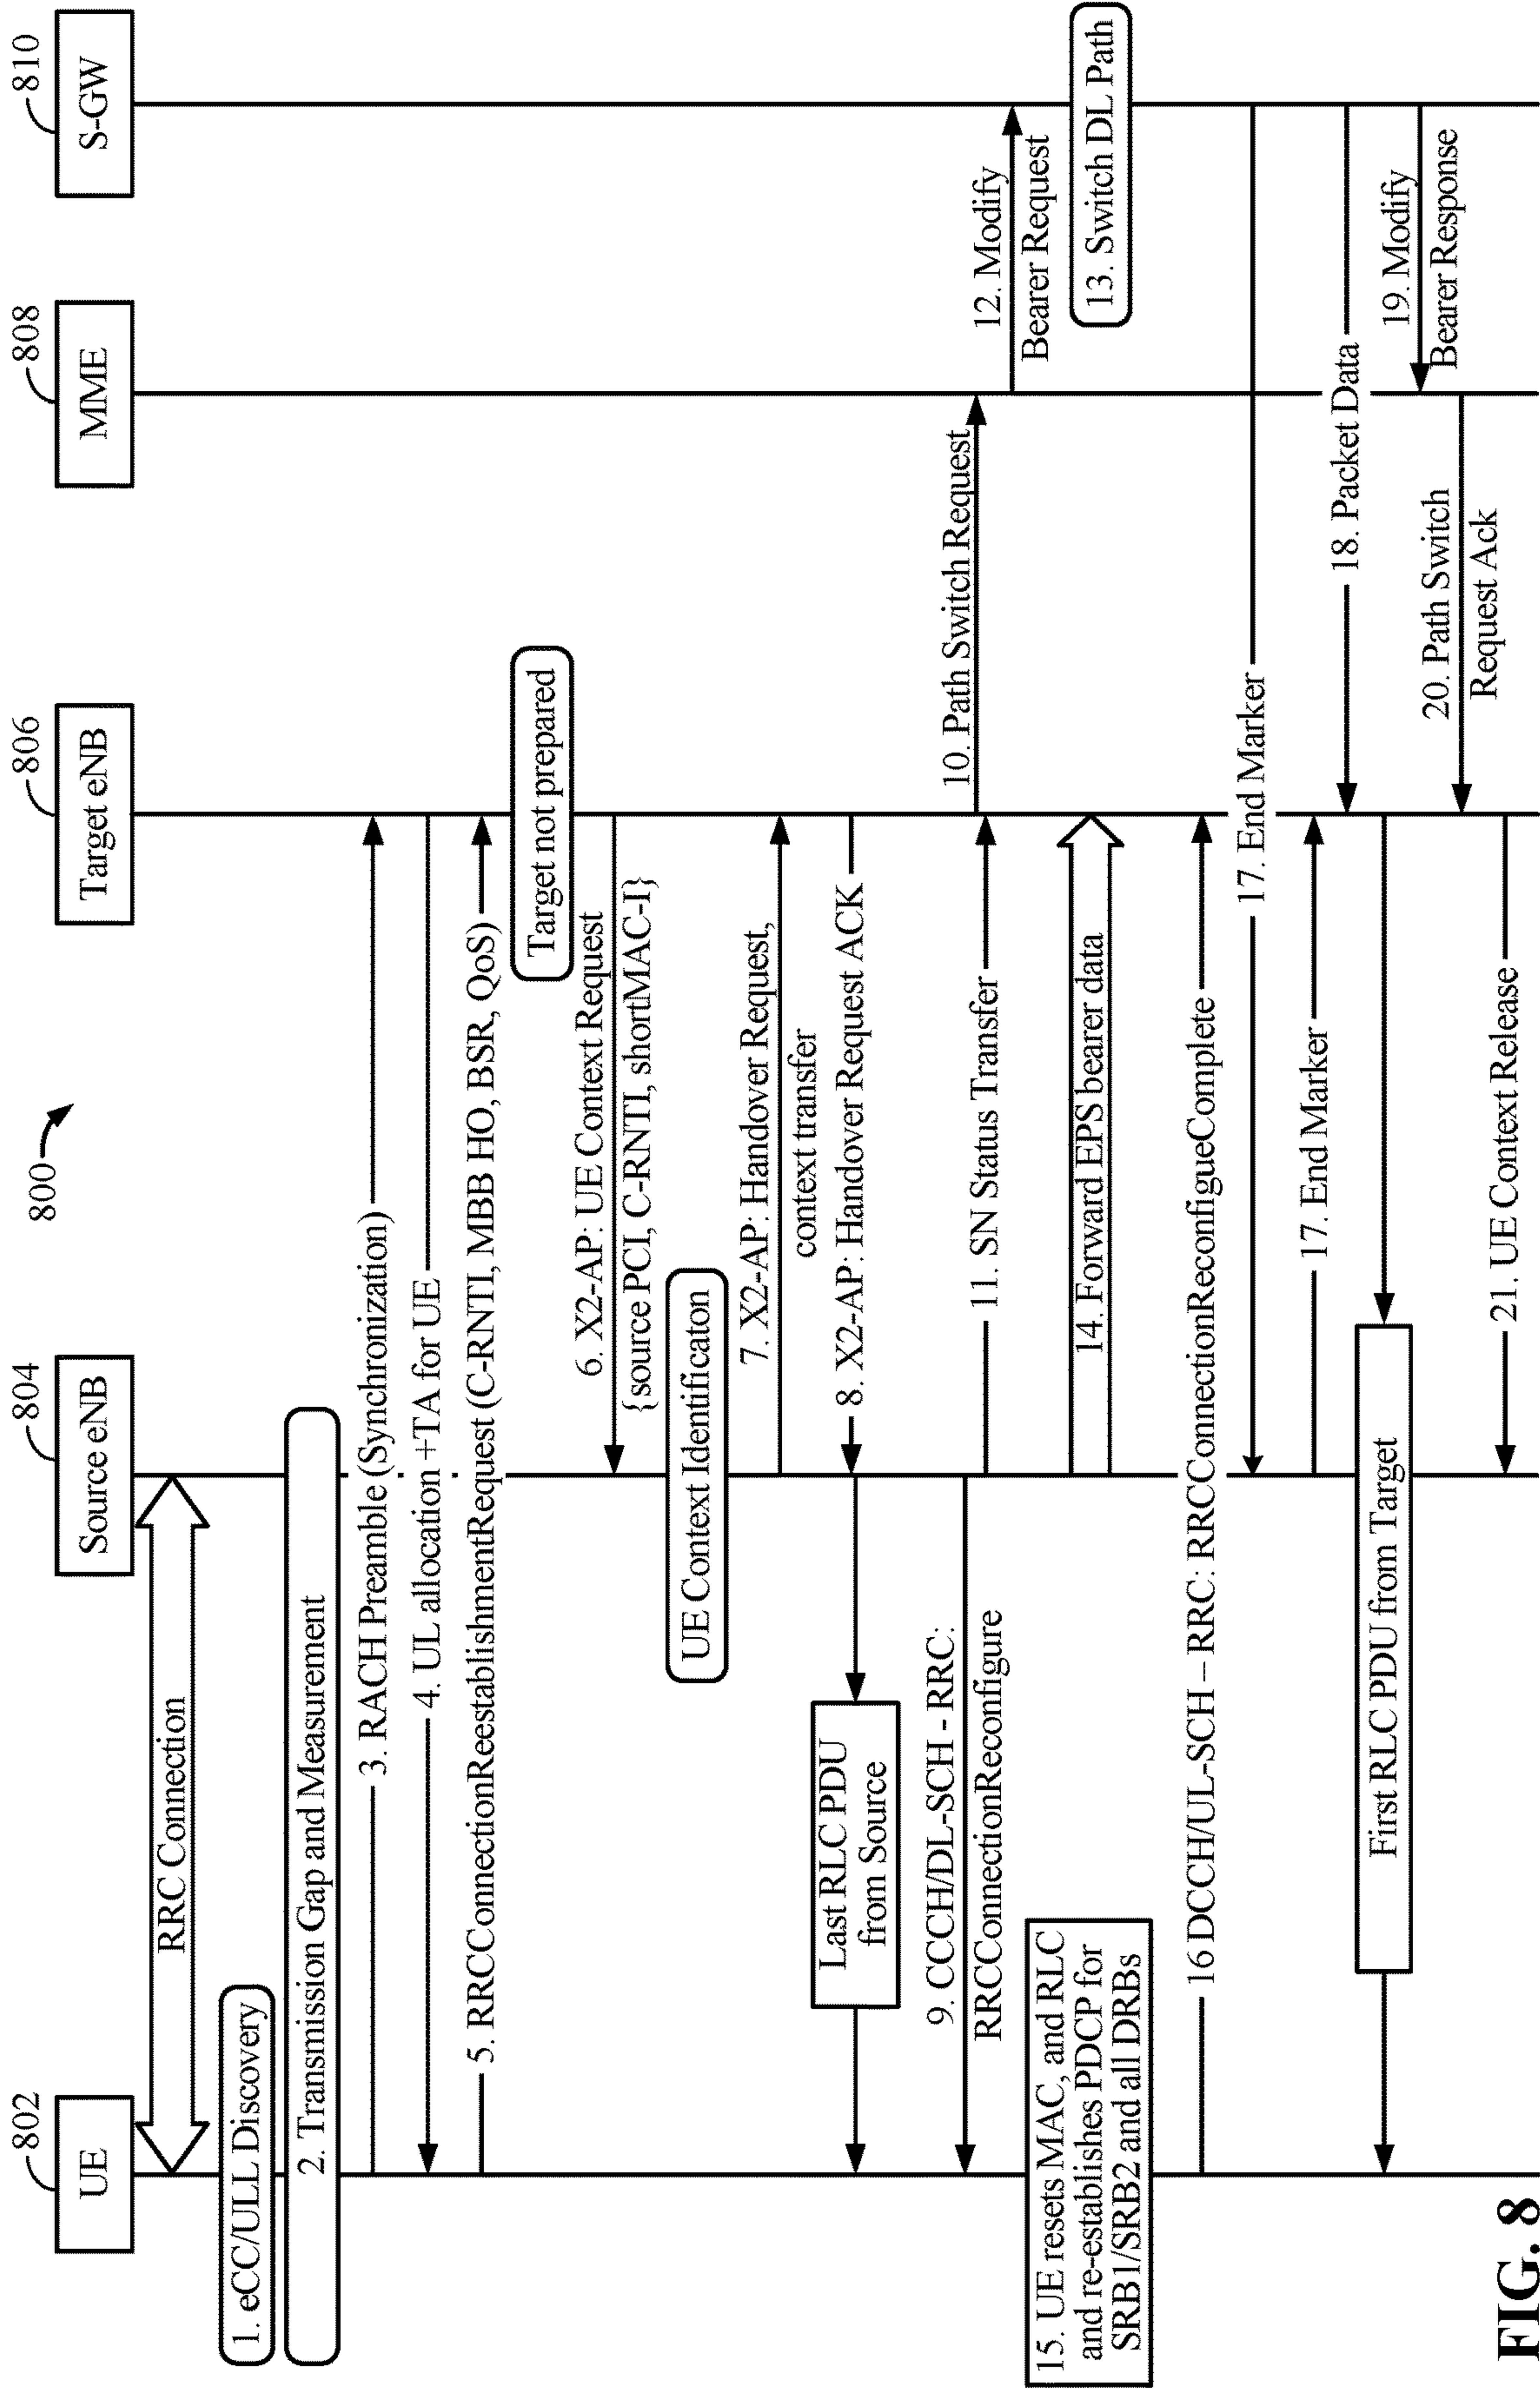 800
802
804
806
808
810
UE
Source eNB
Target eNB
MME
S-GW
RRC Connection
1. eCC/ULL Discovery
2. Transmission Gap and Measurement
3. RACH Preamble (Synchronization)
4. UL allocation +TA for UE
5. RRCConnectionReestablishmentRequest (C-RNTI, MBB HO, BSR, QoS)
Target not prepared
6. X2-AP: UE Context Request
{source PCI, C-RNTI, shortMAC-I}
UE Context Identificaton
7. X2-AP: Handover Request,
context transfer
8. X2-AP: Handover Request ACK
Last RLC PDU
from Source
9. CCCH/DL-SCH - RRC:
RRCConnectionReconfigure
10. Path Switch Request
11. SN Status Transfer
12. Modify
Bearer Request
13. Switch DL Path
14. Forward EPS bearer data
15. UE resets MAC, and RLC
and re-establishes PDCP for
SRB1/SRB2 and all DRBs
16 DCCH/UL-SCH – RRC: RRCConnectionReconfigueComplete
17. End Marker
17. End Marker
18. Packet Data
First RLC PDU from Target
19. Modify
Bearer Response
20. Path Switch
Request Ack
21. UE Context Release
FIG. 8